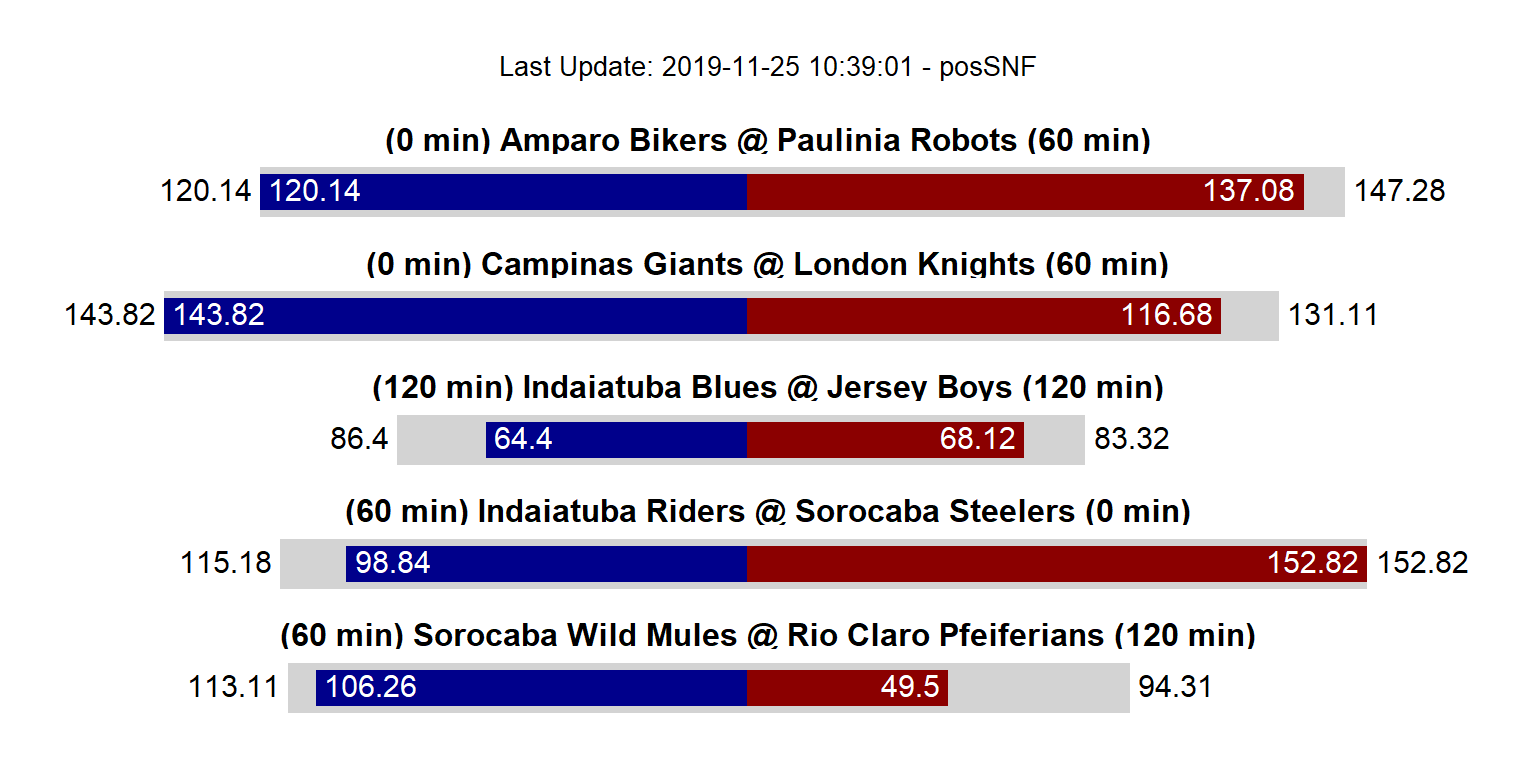 Last Update: 2019-11-25 10:39:01 - posSNF
(0 min) Amparo Bikers @ Paulinia Robots (60 min)
120.14 120.14 137.08 147.28
(0 min) Campinas Giants @ London Knights (60 min)
143.82 143.82 116.68 131.11
(120 min) Indaiatuba Blues @ Jersey Boys (120 min)
86.4 64.4 68.12 83.32
(60 min) Indaiatuba Riders @ Sorocaba Steelers (0 min)
115.18 98.84 152.82 152.82
(60 min) Sorocaba Wild Mules @ Rio Claro Pfeiferians (120 min)
113.11 106.26 49.5 94.31